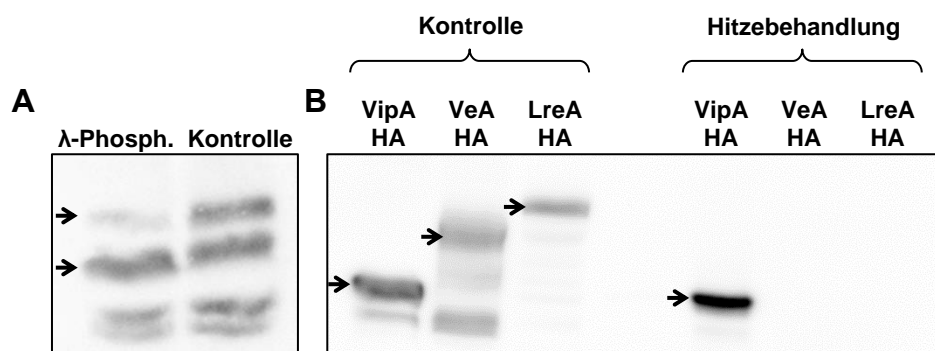 A
λ-Phosph. Kontrolle
B
Kontrolle
Hitzebehandlung
VipA VeA LreA VipA VeA LreA
HA HA HA HA HA HA